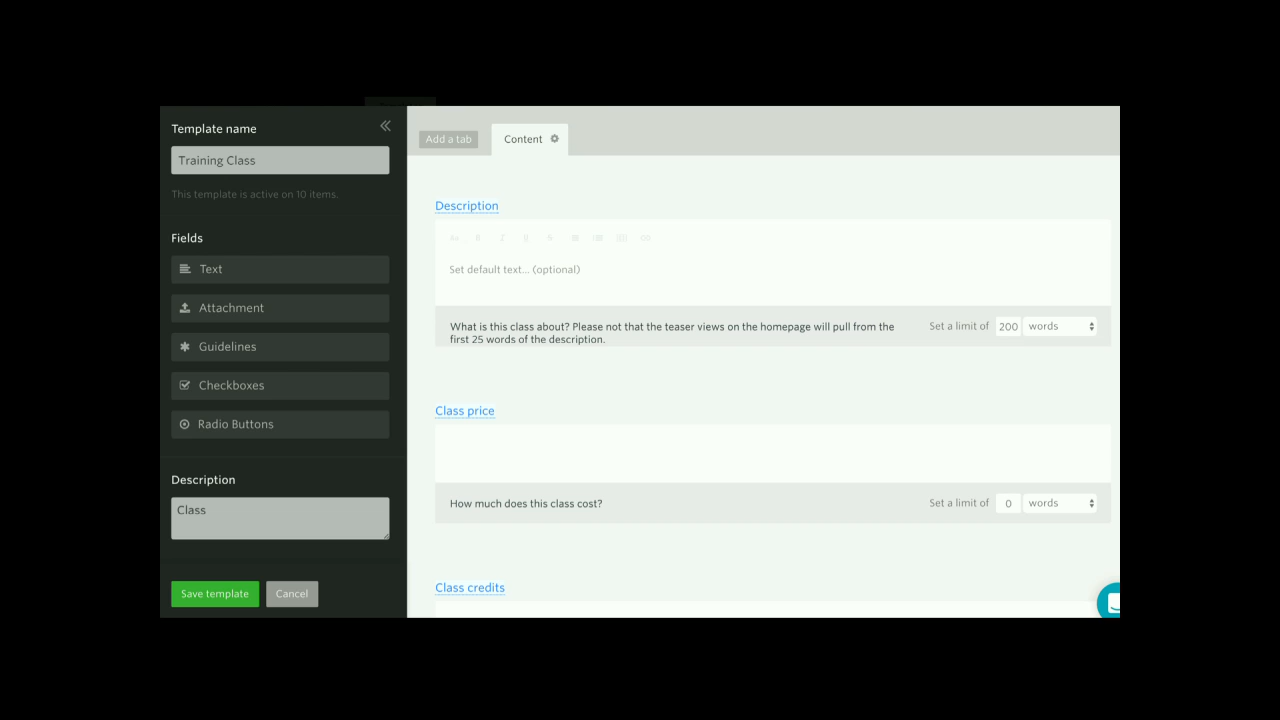 Template name
Training Class
This template is active on 10 items.
Fields
Text
Attachment
Guidelines
Checkboxes
Radio Buttons
Description
Class
Save template
Cancel
Add a tab
Content
Description
Set default text... (optional)
What is this class about? Please not that the teaser views on the homepage will pull from the
first 25 words of the description.
Set a limit of 200 words
Class price
How much does this class cost?
Set a limit of 0 words
Class credits